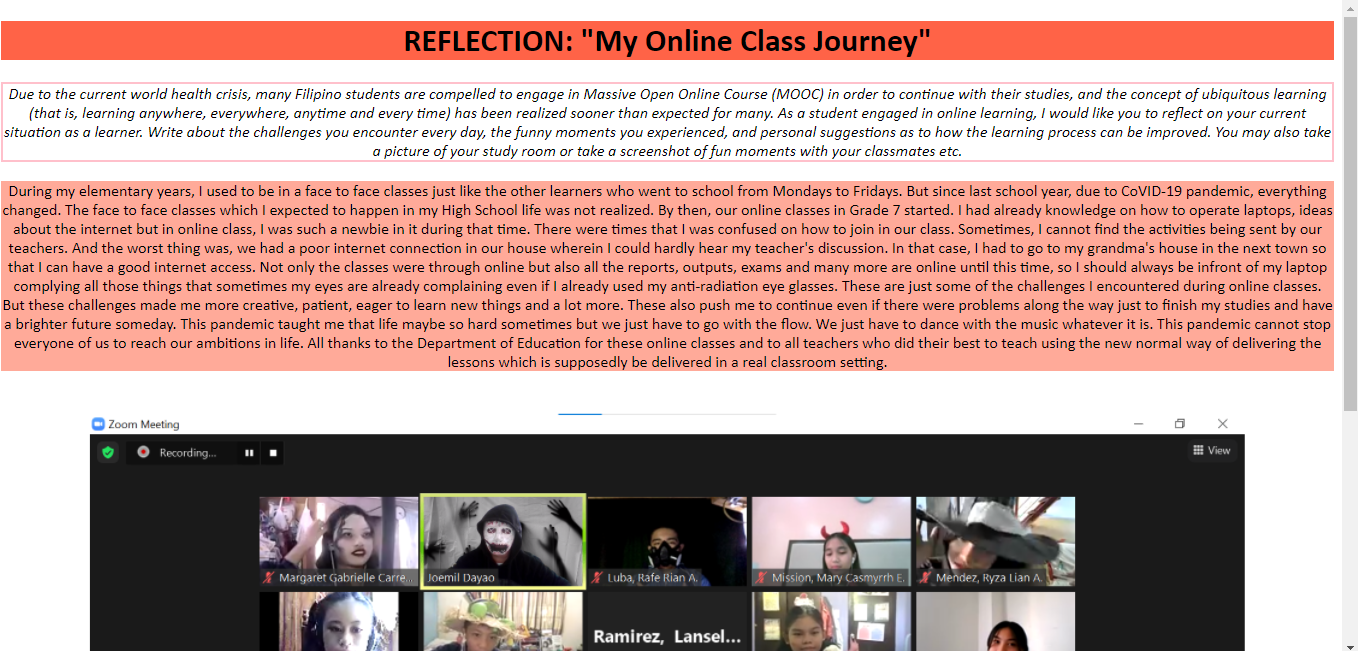 REFLECTION: "My Online Class Journey"
Due to the current world health crisis, many Filipino students are compelled to engage in Massive Open Online Course (MOOC) in order to continue with their studies, and the concept of ubiquitous learning
(that is, learning anywhere, everywhere, anytime and every time) has been realized sooner than expected for many. As a student engaged in online learning, I would like you to reflect on your current
situation as a learner. Write about the challenges you encounter every day, the funny moments you experienced, and personal suggestions as to how the learning process can be improved. You may also take
a picture of your study room or take a screenshot of fun moments with your classmates etc.
During my elementary years, I used to be in a face to face classes just like the other learners who went to school from Mondays to Fridays. But since last school year, due to CoVID-19 pandemic, everything
changed. The face to face classes which I expected to happen in my High School life was not realized. By then, our online classes in Grade 7 started. I had already knowledge on how to operate laptops, ideas
about the internet but in online class, I was such a newbie in it during that time. There were times that I was confused on how to join in our class. Sometimes, I cannot find the activities being sent by our
teachers. And the worst thing was, we had a poor internet connection in our house wherein I could hardly hear my teacher's discussion. In that case, I had to go to my grandma's house in the next town so
that I can have a good internet access. Not only the classes were through online but also all the reports, outputs, exams and many more are online until this time, so I should always be infront of my laptop
complying all those things that sometimes my eyes are already complaining even if I already used my anti-radiation eye glasses. These are just some of the challenges I encountered during online classes.
But these challenges made me more creative, patient, eager to learn new things and a lot more. These also push me to continue even if there were problems along the way just to finish my studies and have
a brighter future someday. This pandemic taught me that life maybe so hard sometimes but we just have to go with the flow. We just have to dance with the music whatever it is. This pandemic cannot stop
everyone of us to reach our ambitions in life. All thanks to the Department of Education for these online classes and to all teachers who did their best to teach using the new normal way of delivering the
lessons which is supposedly be delivered in a real classroom setting.
Zoom Meeting
Recording...
View
Margaret Gabrielle Carre...
Joemil Dayao
Luba, Rafe Rian A.
Mission, Mary Casmyrrh E.
Mendez, Ryza Lian A.
Ramirez, Lansel...